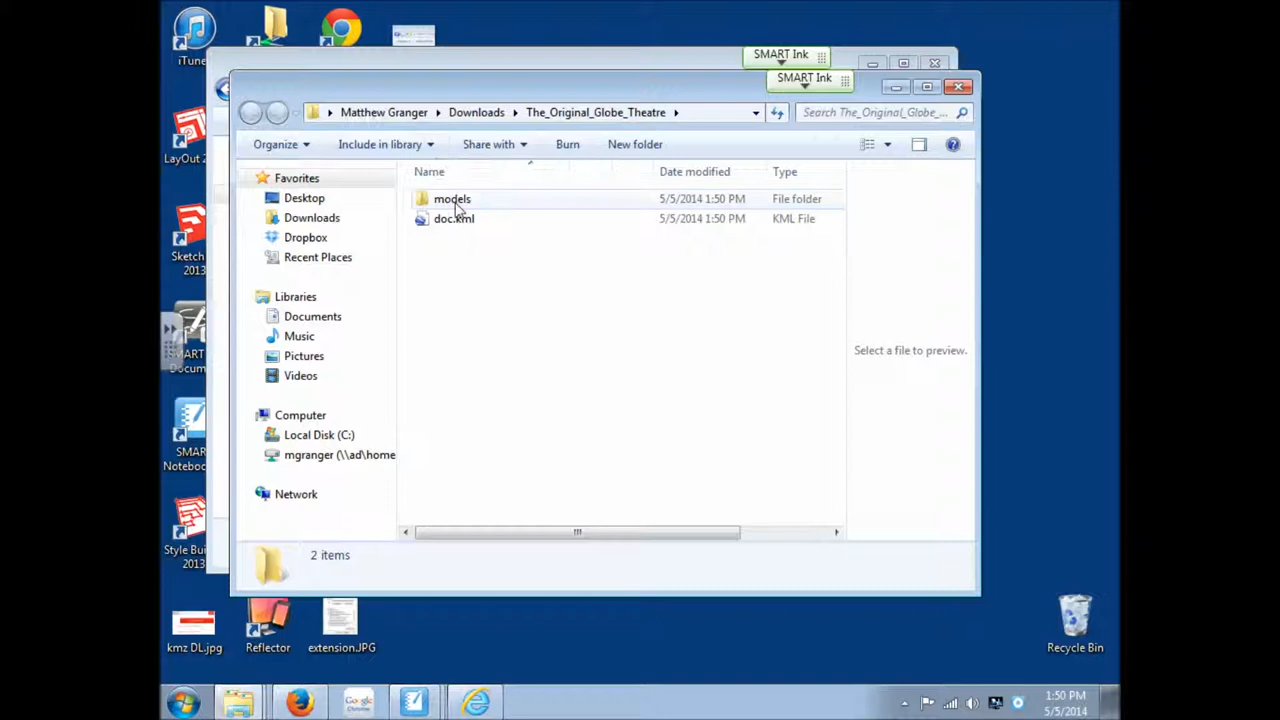 iTune
SMART Ink
SMART Ink
Matthew Granger Downloads The_Original_Globe_Theatre
Search The_Original_Globe_...
Organize Include in library Share with Burn New folder
Name Date modified Type
models 5/5/2014 1:50 PM File folder
doc.kml 5/5/2014 1:50 PM KML File
Favorites
Desktop
Downloads
Dropbox
Recent Places
Libraries
Documents
Music
Pictures
Videos
Computer
Local Disk (C:)
mgranger (\\ad\home
Network
Select a file to preview.
2 items
LayOut 2
Sketch
2013
MART
Docum
SMA
Notebo
Style Bui
2013
kmz DL.jpg
Reflector
extension.JPG
Recycle Bin
Google
1:50 PM
5/5/2014